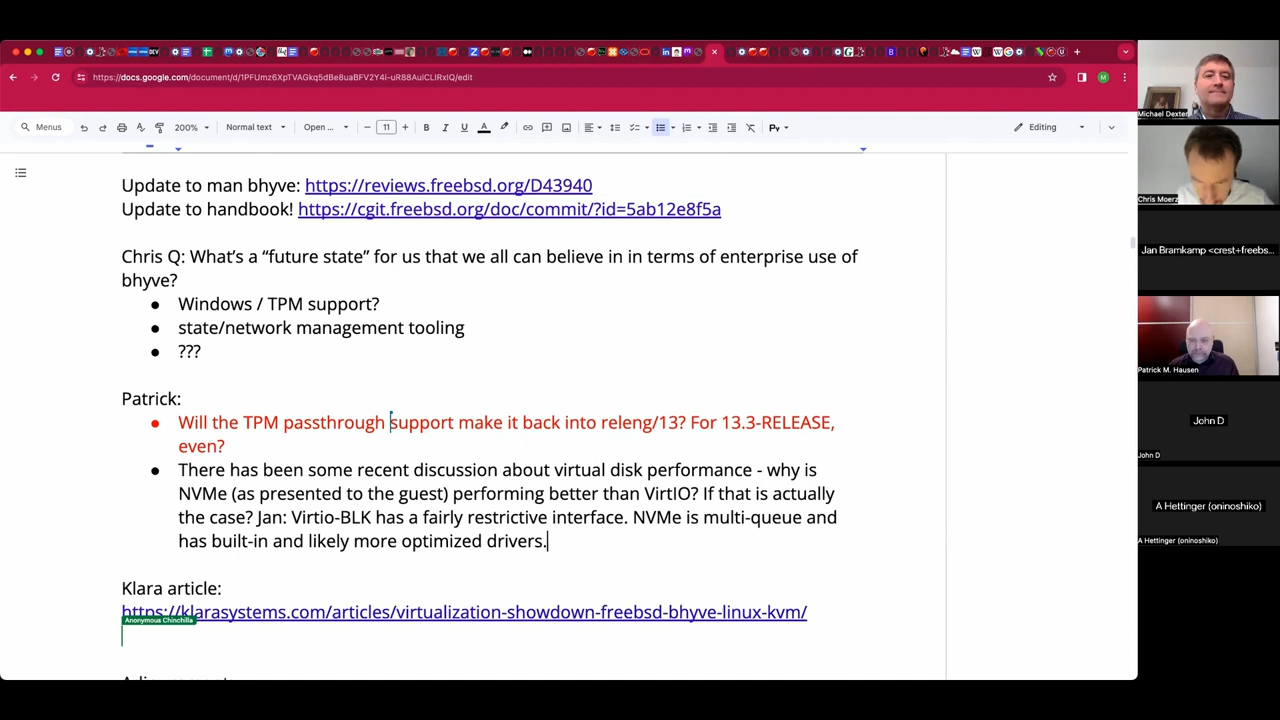 https://docs.google.com/document/d/1PFUmz6XpTVAGkq5dBe8uaBFV2Y4i-uR88AulCLIRxIQ/edit
Menus
200%
Normal text
Open ...
11
Editing
Update to man bhyve: https://reviews.freebsd.org/D43940
Update to handbook! https://cgit.freebsd.org/doc/commit/?id=5ab12e8f5a
Chris Q: What's a “future state” for us that we all can believe in in terms of enterprise use of
bhyve?
● Windows / TPM support?
● state/network management tooling
● ???
Patrick:
● Will the TPM passthrough support make it back into releng/13? For 13.3-RELEASE,
even?
● There has been some recent discussion about virtual disk performance - why is
NVMe (as presented to the guest) performing better than VirtIO? If that is actually
the case? Jan: Virtio-BLK has a fairly restrictive interface. NVMe is multi-queue and
has built-in and likely more optimized drivers.
Klara article:
https://klarasystems.com/articles/virtualization-showdown-freebsd-bhyve-linux-kvm/
Anonymous Chinchilla
Michael Dexter
Chris Moerz
Jan Bramkamp <crest+freebs...
Patrick M. Hausen
John D
John D
A Hettinger (oninoshiko)
A Hettinger (oninoshiko)